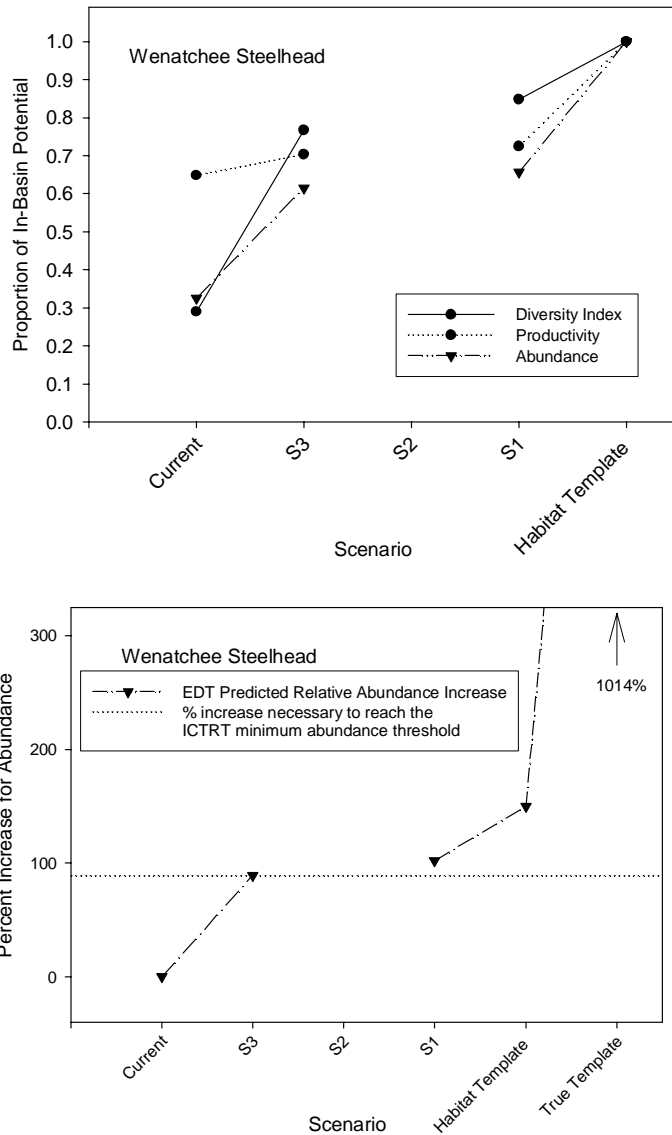 Wenatchee Steelhead
Proportion of In-Basin Potential
1.0
0.9
0.8
0.7
0.6
0.5
0.4
0.3
0.2
0.1
0.0
Diversity Index
Productivity
Abundance
Current
S3
S2
S1
Habitat Template
Scenario
Wenatchee Steelhead
Percent Increase for Abundance
300
200
100
0
EDT Predicted Relative Abundance Increase
% increase necessary to reach the
ICTRT minimum abundance threshold
1014%
Current
S3
S2
S1
Habitat Template
True Template
Scenario